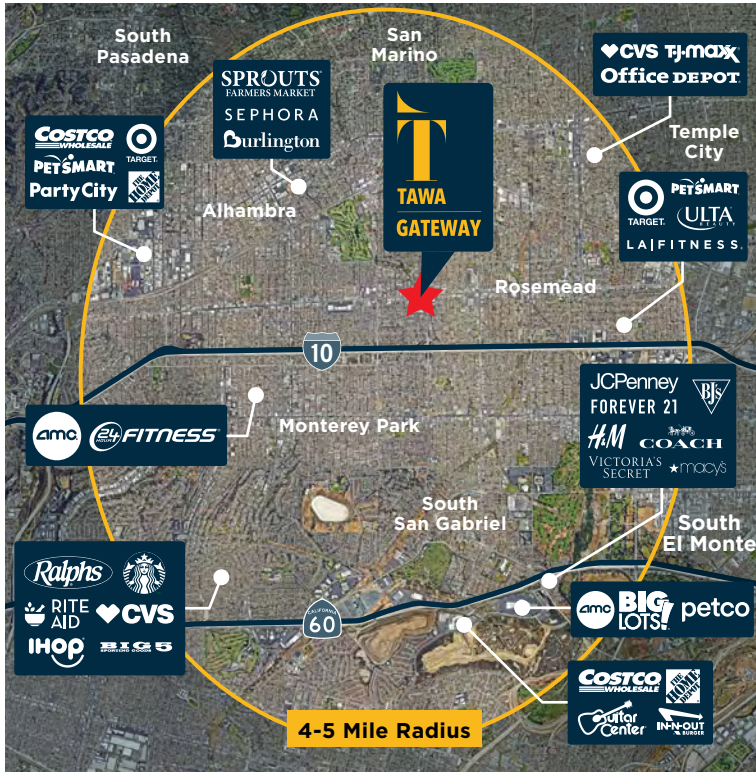 South
Pasadena
San
Marino
CVS TJ-maxx
Office DEPOT.
SPROUTS
FARMERS MARKET
SEPHORA
Burlington
TAWA
GATEWAY
Temple
City
COSTCO
WHOLESALE
TARGET.
PETSMART
Party City
THE HOME DEPOT
Alhambra
PETSMART
TARGET.
ULTA
BEAUTY
LA|FITNESS.
Rosemead
10
JCPenney
BJ's
FOREVER 21
H&M
COACH
VICTORIA'S
SECRET
★macy's
amc
24 HOUR FITNESS
Monterey Park
South
San Gabriel
South
El Monte
Ralphs
RITE
AID
CVS
IHOP
BIG 5
SPORTING GOODS
CALIFORNIA
60
amc
BIG
LOTS!
petco
COSTCO
WHOLESALE
THE HOME DEPOT
Guitar
Center
IN-N-OUT
BURGER
4-5 Mile Radius